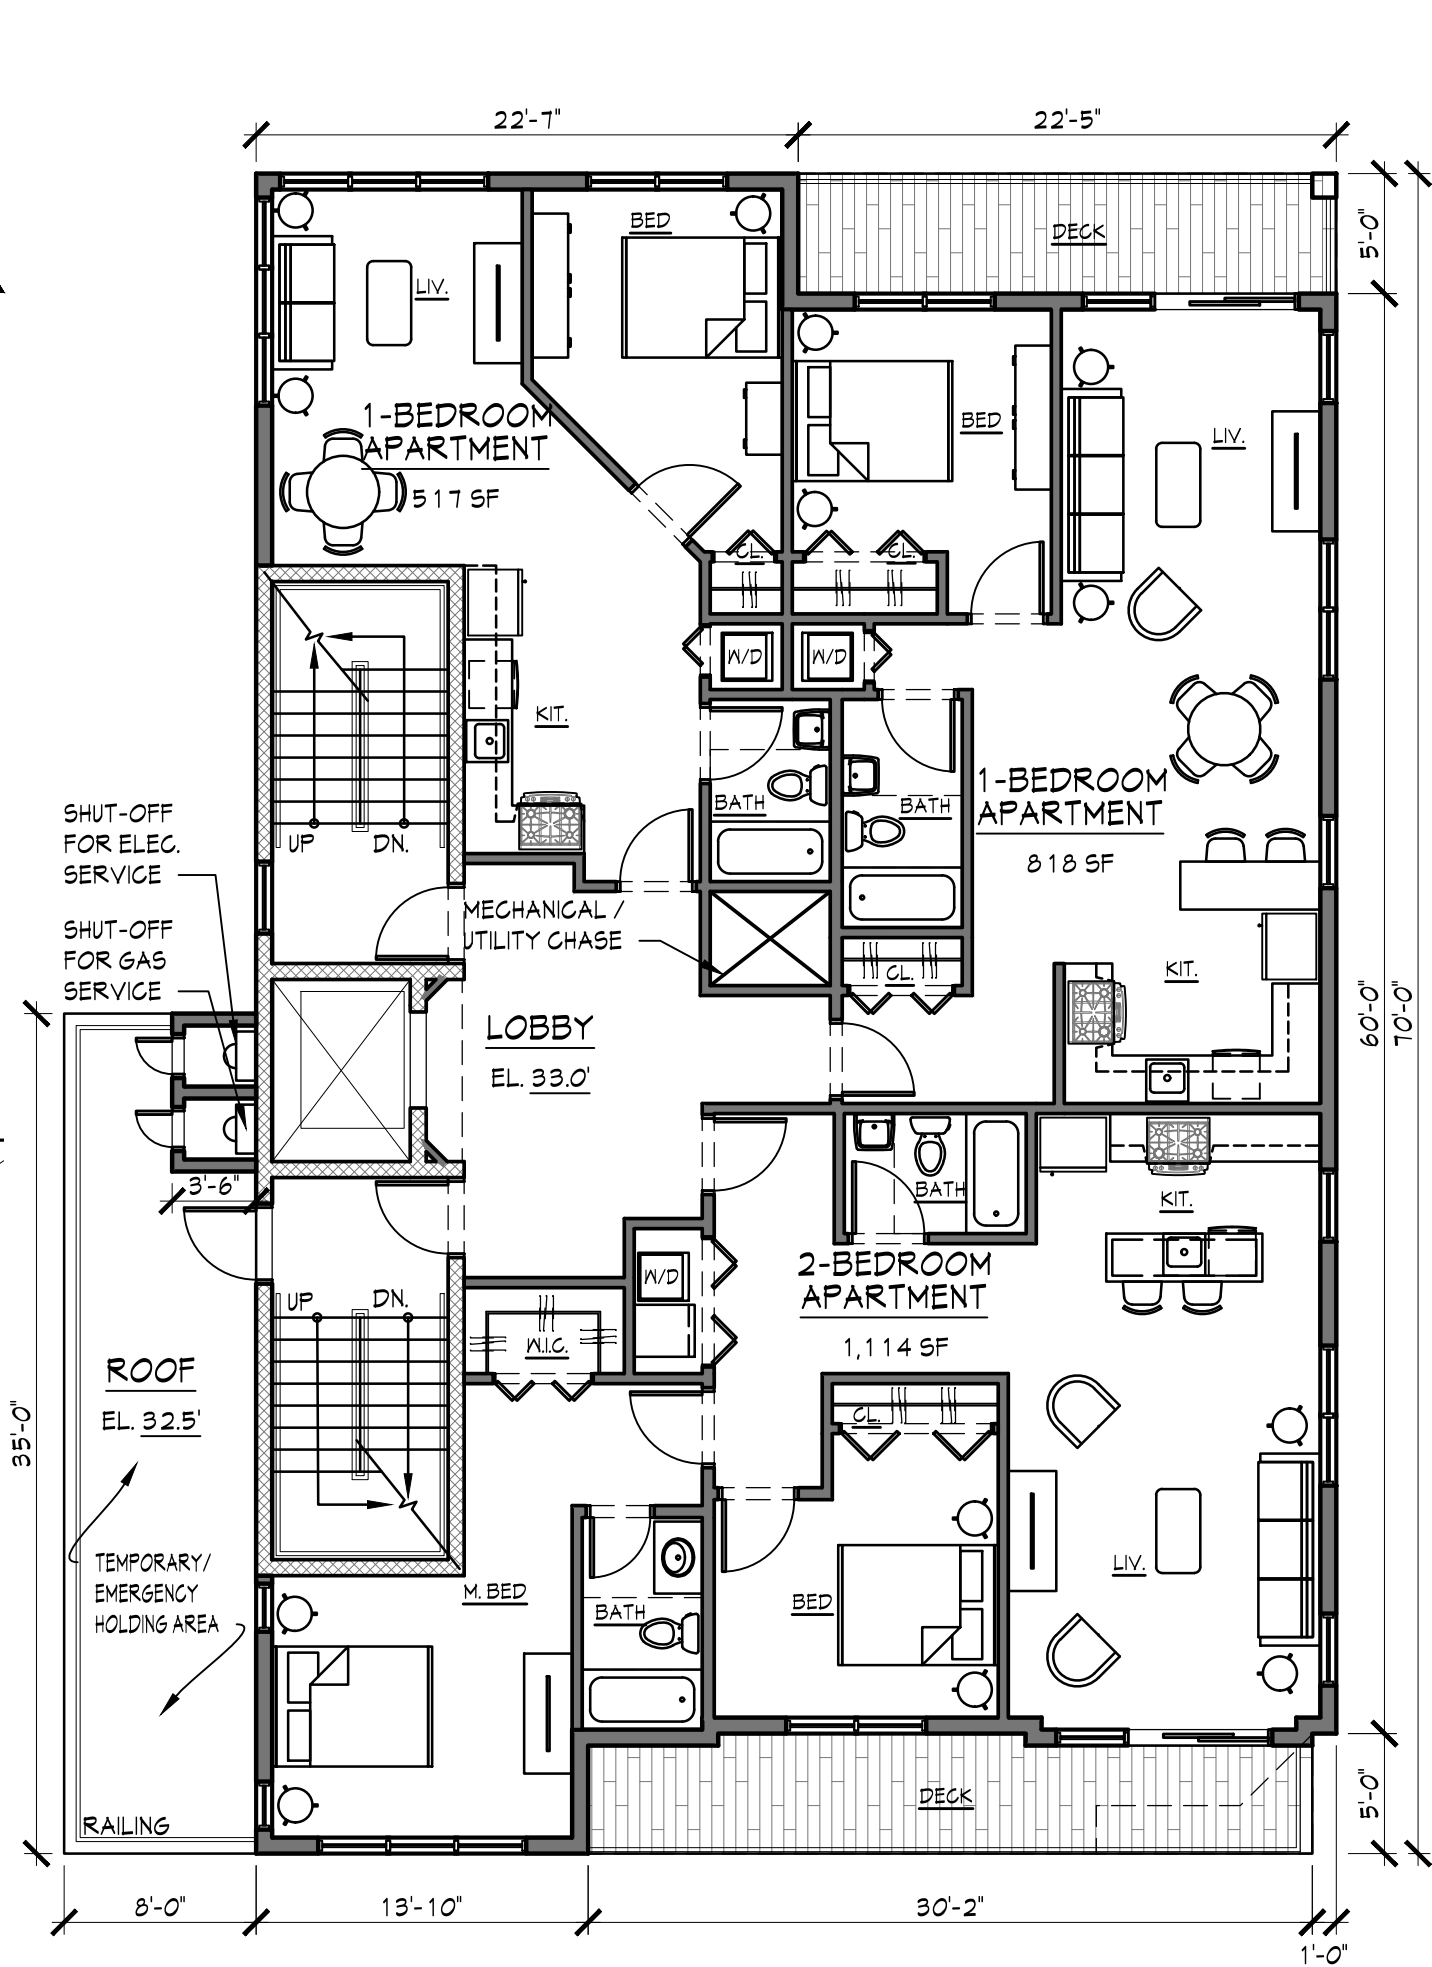 22'-7"
22'-5"
BED
DECK
5'-0"
LIV.
1-BEDROOM
APARTMENT
517 SF
BED
LIV.
CL.
CL.
W/D
W/D
KIT.
1-BEDROOM
APARTMENT
818 SF
BATH
BATH
UP
DN.
SHUT-OFF
FOR ELEC.
SERVICE
SHUT-OFF
FOR GAS
SERVICE
MECHANICAL /
UTILITY CHASE
CL.
KIT.
LOBBY
EL. 33.0'
60'-0"
70'-0"
3'-6"
BATH
KIT.
2-BEDROOM
APARTMENT
1,114 SF
W/D
UP
DN.
W.I.C.
ROOF
EL. 32.5'
35'-0"
CL.
TEMPORARY/
EMERGENCY
HOLDING AREA
M. BED
BATH
BED
LIV.
DECK
5'-0"
RAILING
8'-0"
13'-10"
30'-2"
1'-0"